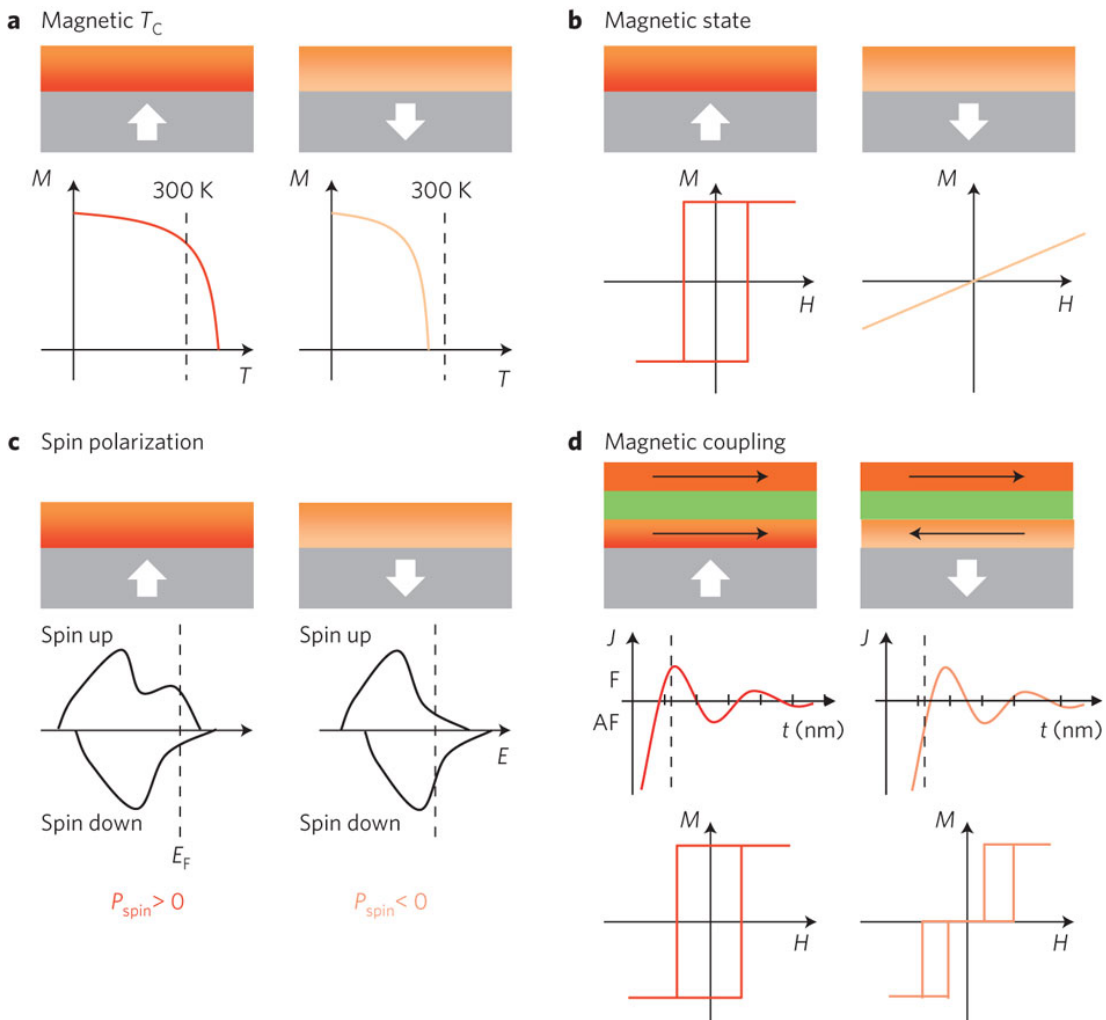 a Magnetic T_C
b Magnetic state
M
300 K
T
M
300 K
T
M
H
M
H
c Spin polarization
d Magnetic coupling
Spin up
Spin down
E_F
P_spin > 0
Spin up
Spin down
E
P_spin < 0
J
F
AF
t (nm)
J
t (nm)
M
H
M
H